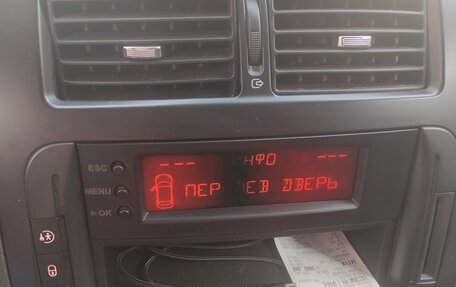 --- ИНФО ---
ESC
MENU
ПЕР ЛЕВ ДВЕРЬ
OK